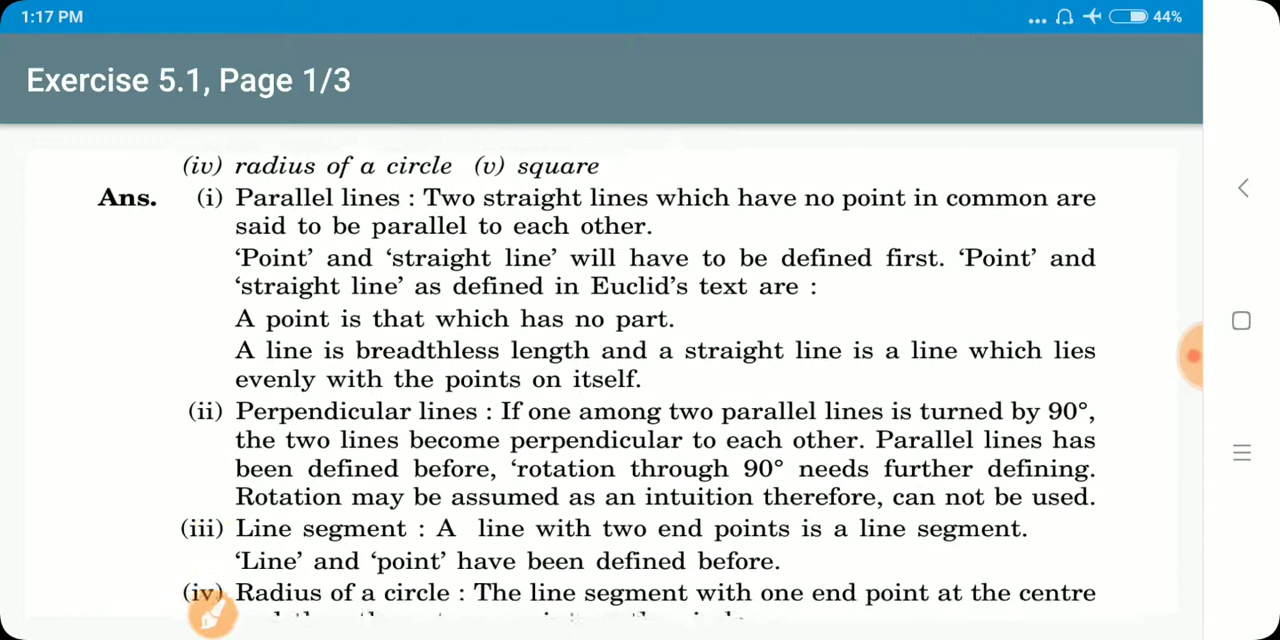 1:17 PM
44%
Exercise 5.1, Page 1/3
(iv) radius of a circle (v) square
Ans. (i) Parallel lines : Two straight lines which have no point in common are
said to be parallel to each other.
‘Point’ and ‘straight line’ will have to be defined first. ‘Point’ and
‘straight line’ as defined in Euclid’s text are :
A point is that which has no part.
A line is breadthless length and a straight line is a line which lies
evenly with the points on itself.
(ii) Perpendicular lines : If one among two parallel lines is turned by 90°,
the two lines become perpendicular to each other. Parallel lines has
been defined before, ‘rotation through 90° needs further defining.
Rotation may be assumed as an intuition therefore, can not be used.
(iii) Line segment : A line with two end points is a line segment.
‘Line’ and ‘point’ have been defined before.
(iv) Radius of a circle : The line segment with one end point at the centre